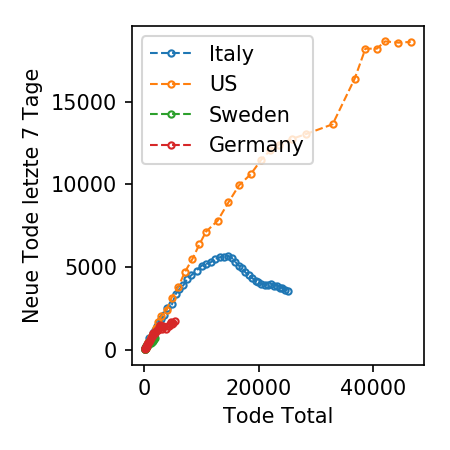 Italy
US
Sweden
Germany
Neue Tode letzte 7 Tage
15000
10000
5000
0
0
20000
40000
Tode Total